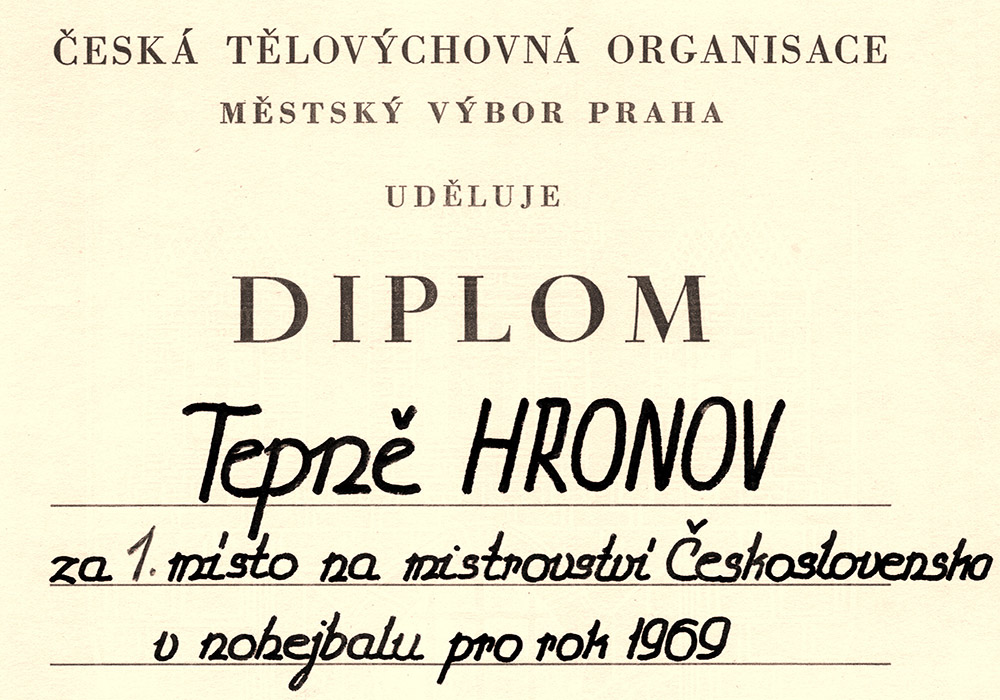 ČESKÁ TĚLOVÝCHOVNÁ ORGANISACE
MĚSTSKÝ VÝBOR PRAHA
UDĚLUJE
DIPLOM
Tepně HRONOV
za 1. místo na mistrovství Československa
v nohejbalu pro rok 1969